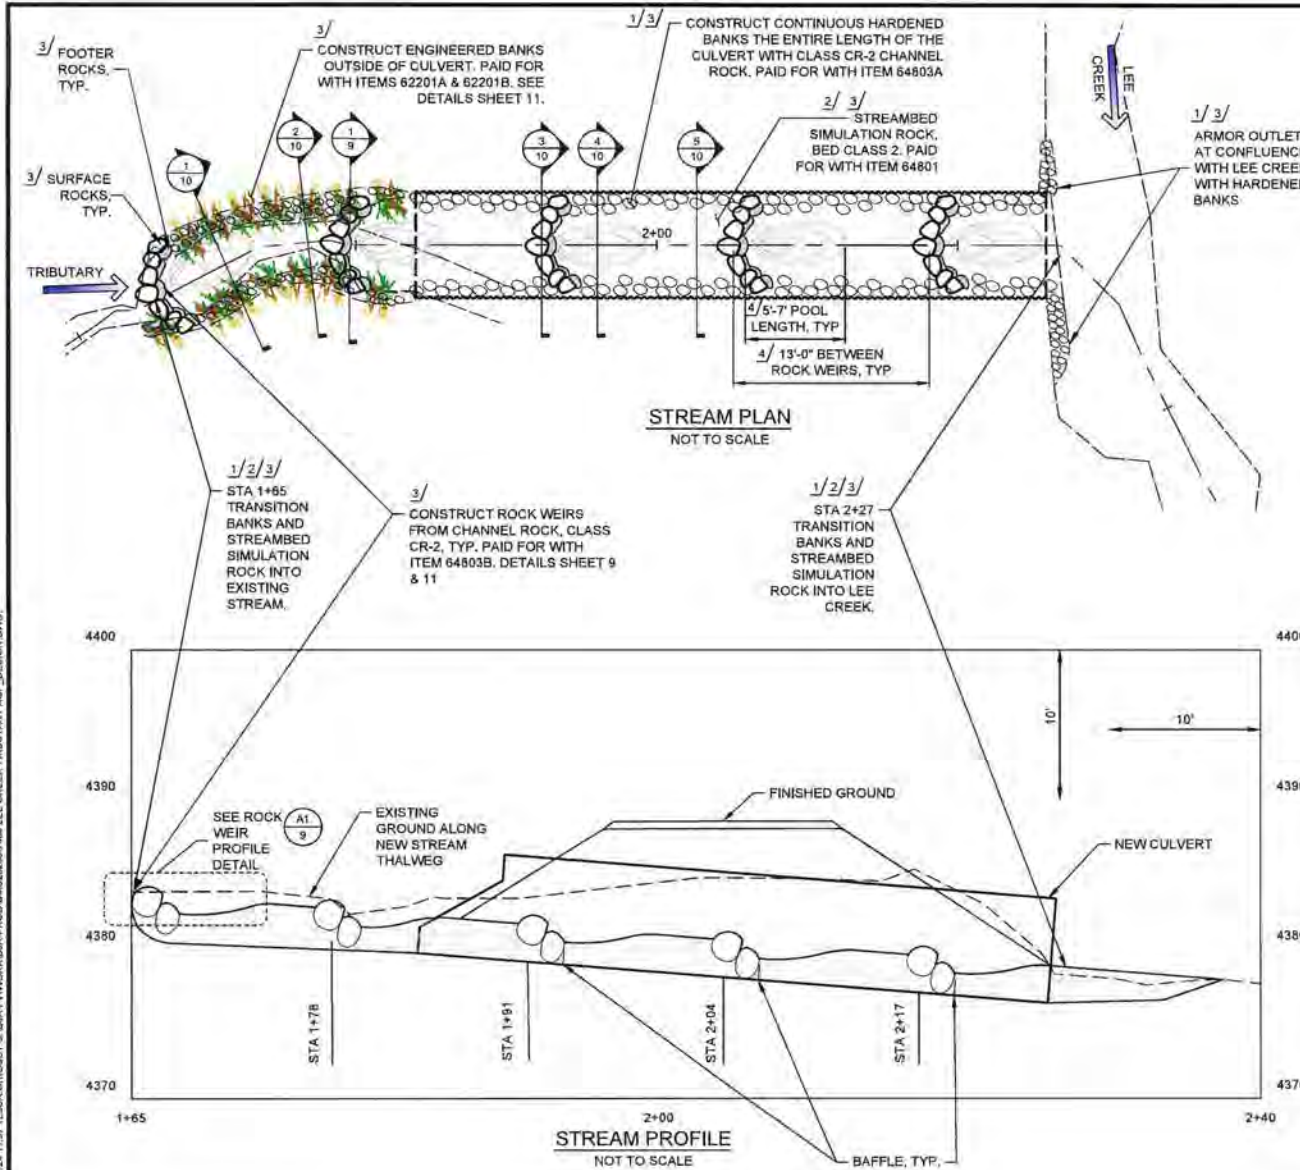 3/ FOOTER
ROCKS,
TYP.
3/
CONSTRUCT ENGINEERED BANKS
OUTSIDE OF CULVERT. PAID FOR
WITH ITEMS 62201A & 62201B. SEE
DETAILS SHEET 11.
1/3/
CONSTRUCT CONTINUOUS HARDENED
BANKS THE ENTIRE LENGTH OF THE
CULVERT WITH CLASS CR-2 CHANNEL
ROCK. PAID FOR WITH ITEM 64803A
LEE
CREEK
2/ 3/
STREAMBED
SIMULATION ROCK,
BED CLASS 2. PAID
FOR WITH ITEM 64801
1/ 3/
ARMOR OUTLET
AT CONFLUENC
WITH LEE CREE
WITH HARDENE
BANKS
3/ SURFACE
ROCKS,
TYP.
1
10
2
10
1
9
3
10
4
10
5
10
2+00
TRIBUTARY
4/ 5'-7' POOL
LENGTH, TYP
4/ 13'-0" BETWEEN
ROCK WEIRS, TYP
STREAM PLAN
NOT TO SCALE
1/2/3/
STA 1+65
TRANSITION
BANKS AND
STREAMBED
SIMULATION
ROCK INTO
EXISTING
STREAM.
3/
CONSTRUCT ROCK WEIRS
FROM CHANNEL ROCK, CLASS
CR-2, TYP. PAID FOR WITH
ITEM 64803B. DETAILS SHEET 9
& 11
1/2/3/
STA 2+27
TRANSITION
BANKS AND
STREAMBED
SIMULATION
ROCK INTO LEE
CREEK.
4400
4400
10'
10'
4390
4390
SEE ROCK
WEIR
PROFILE
DETAIL
A1
9
EXISTING
GROUND ALONG
NEW STREAM
THALWEG
FINISHED GROUND
NEW CULVERT
4380
4380
STA 1+78
STA 1+91
STA 2+04
STA 2+17
4370
4370
1+65
2+00
2+40
STREAM PROFILE
NOT TO SCALE
BAFFLE, TYP.